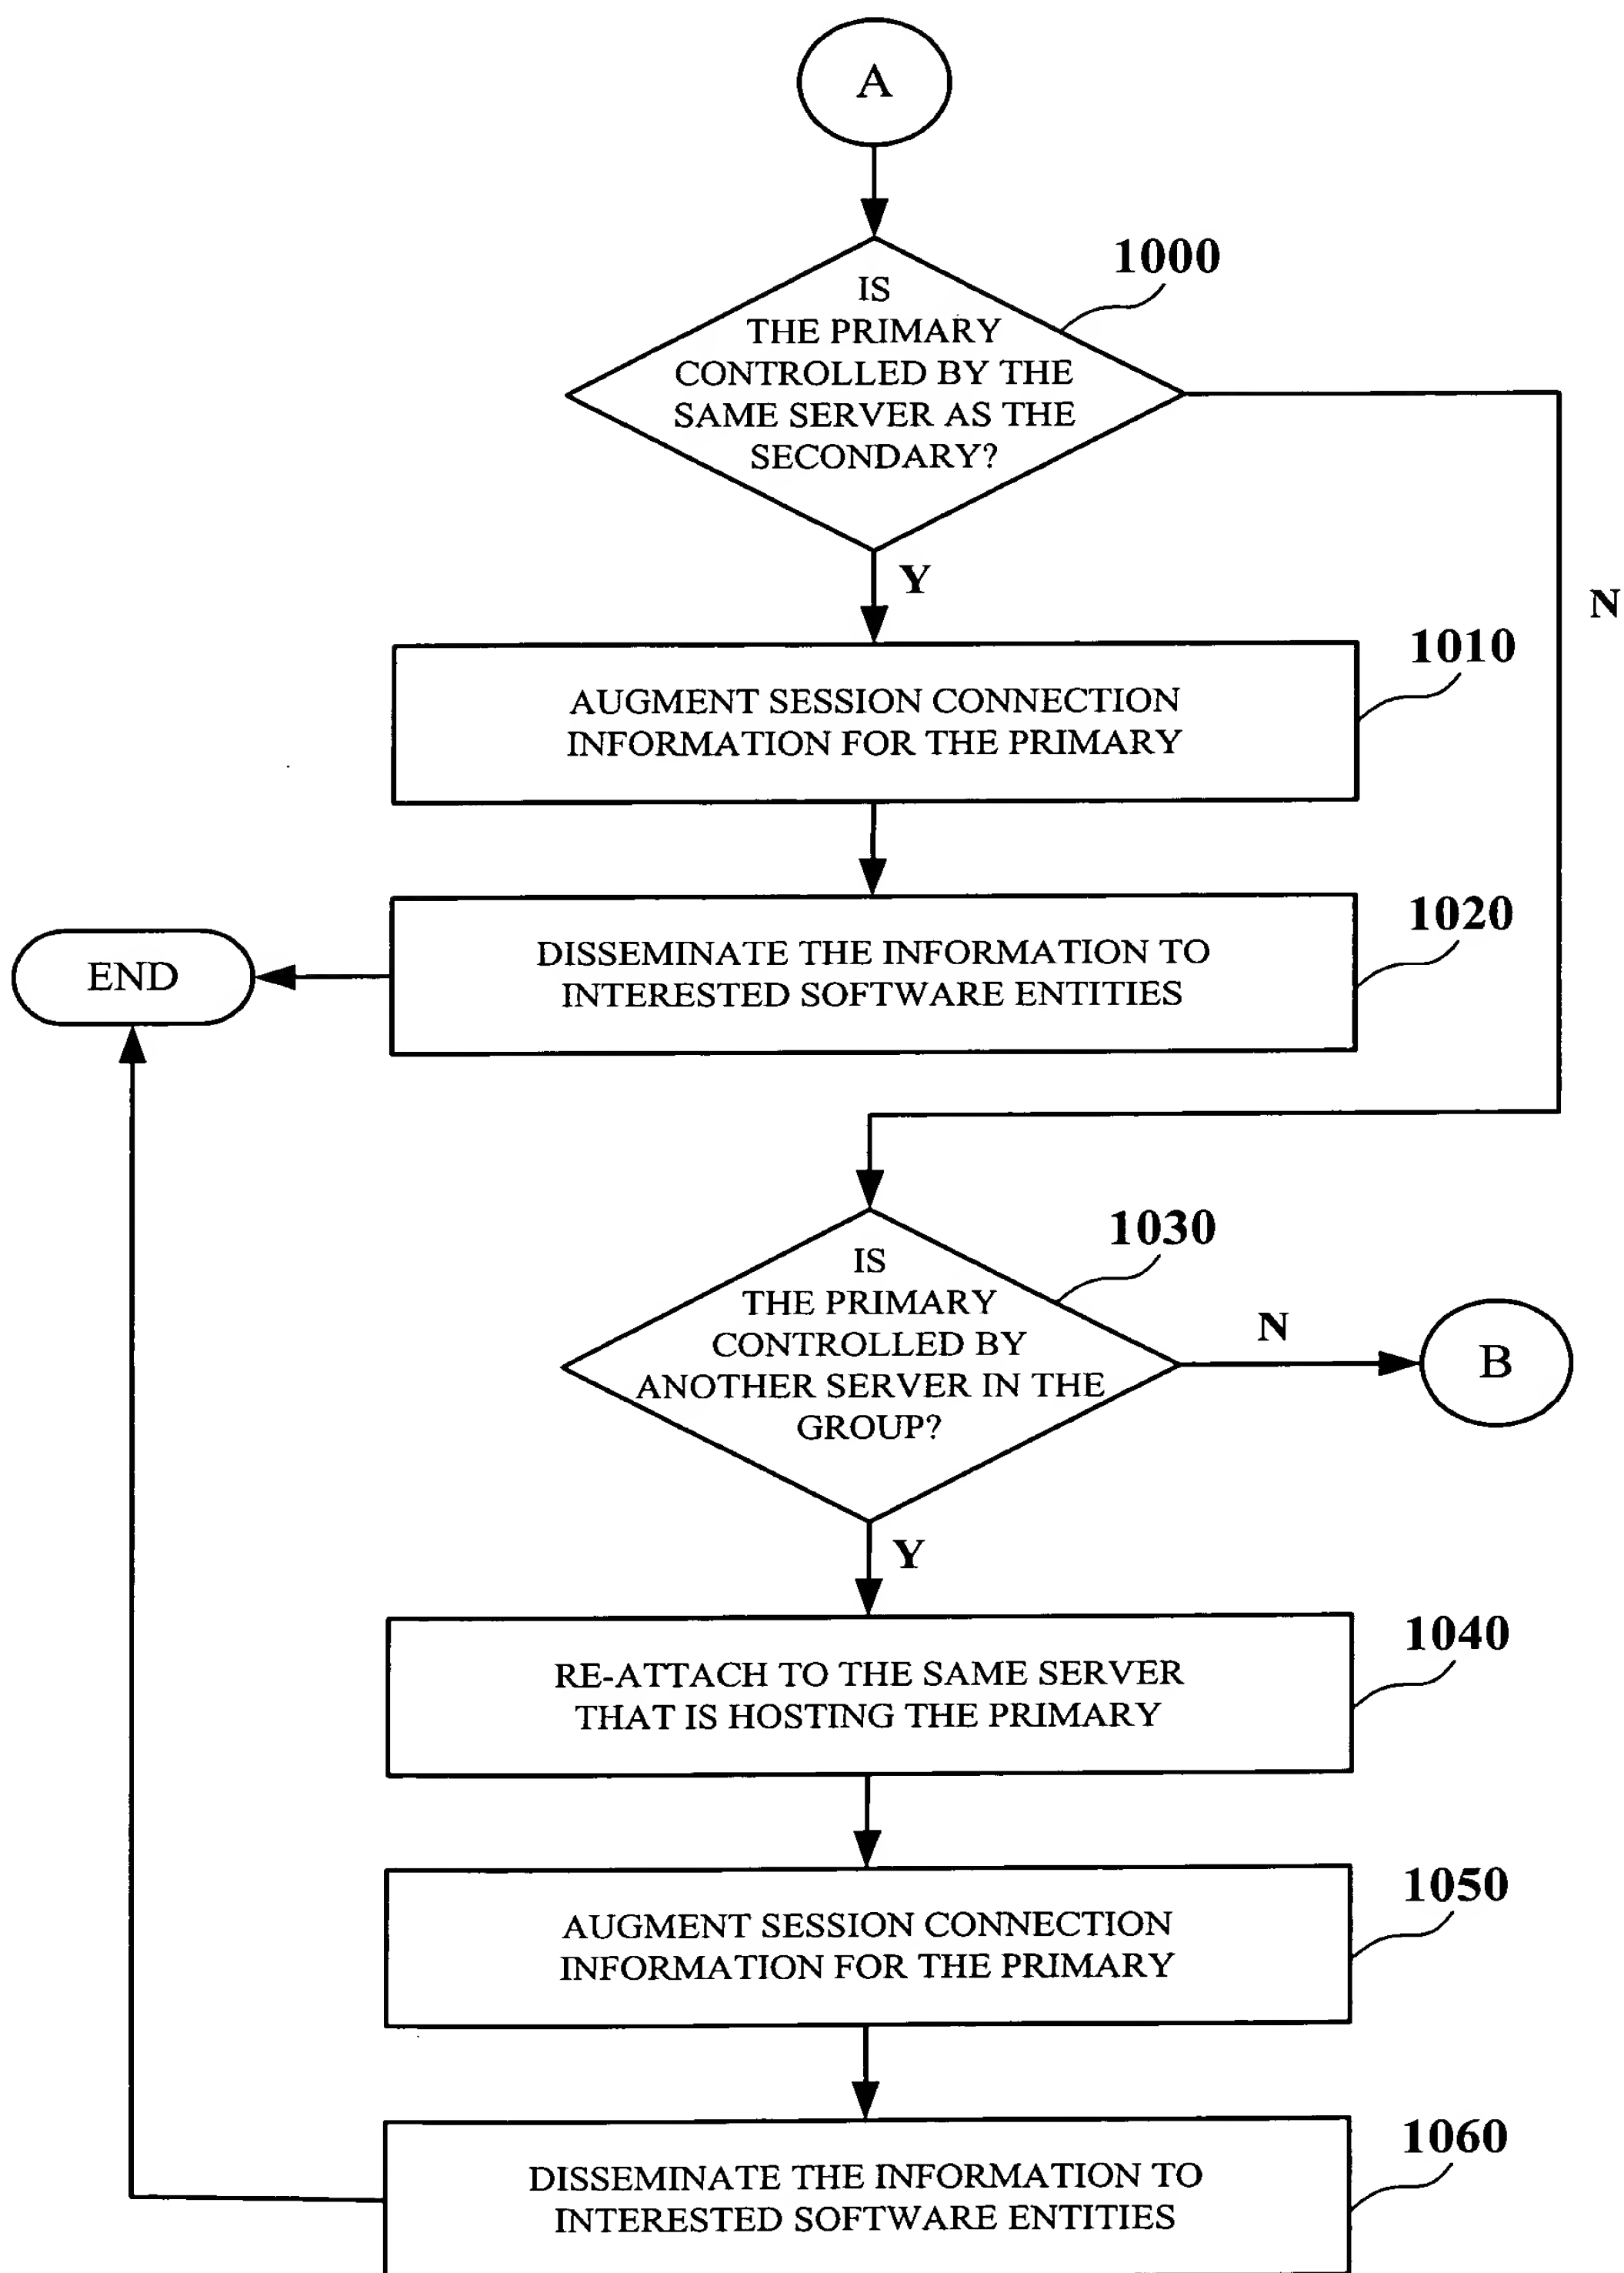 A
1000
IS
THE PRIMARY
CONTROLLED BY THE
SAME SERVER AS THE
SECONDARY?
Y
N
1010
AUGMENT SESSION CONNECTION
INFORMATION FOR THE PRIMARY
1020
DISSEMINATE THE INFORMATION TO
INTERESTED SOFTWARE ENTITIES
END
1030
IS
THE PRIMARY
CONTROLLED BY
ANOTHER SERVER IN THE
GROUP?
N
B
Y
1040
RE-ATTACH TO THE SAME SERVER
THAT IS HOSTING THE PRIMARY
1050
AUGMENT SESSION CONNECTION
INFORMATION FOR THE PRIMARY
1060
DISSEMINATE THE INFORMATION TO
INTERESTED SOFTWARE ENTITIES